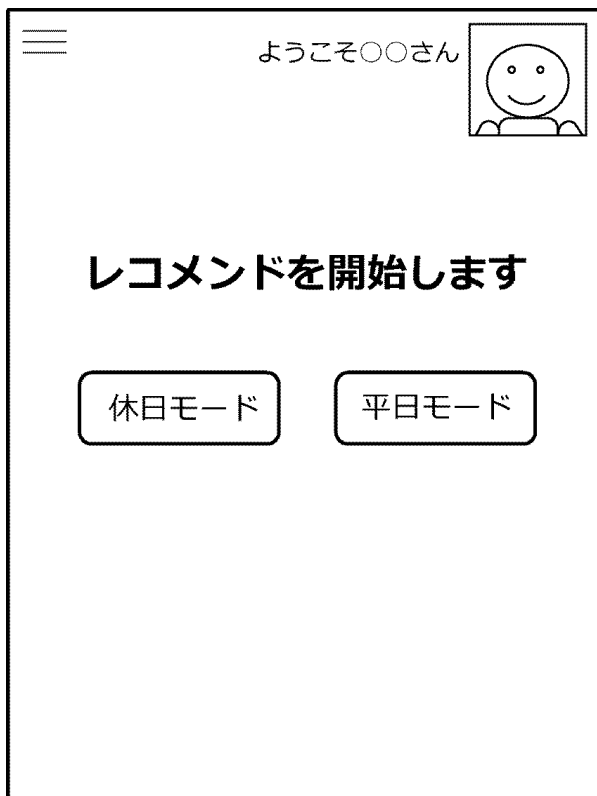 ようこそ○○さん
レコメンドを開始します
休日モード
平日モード